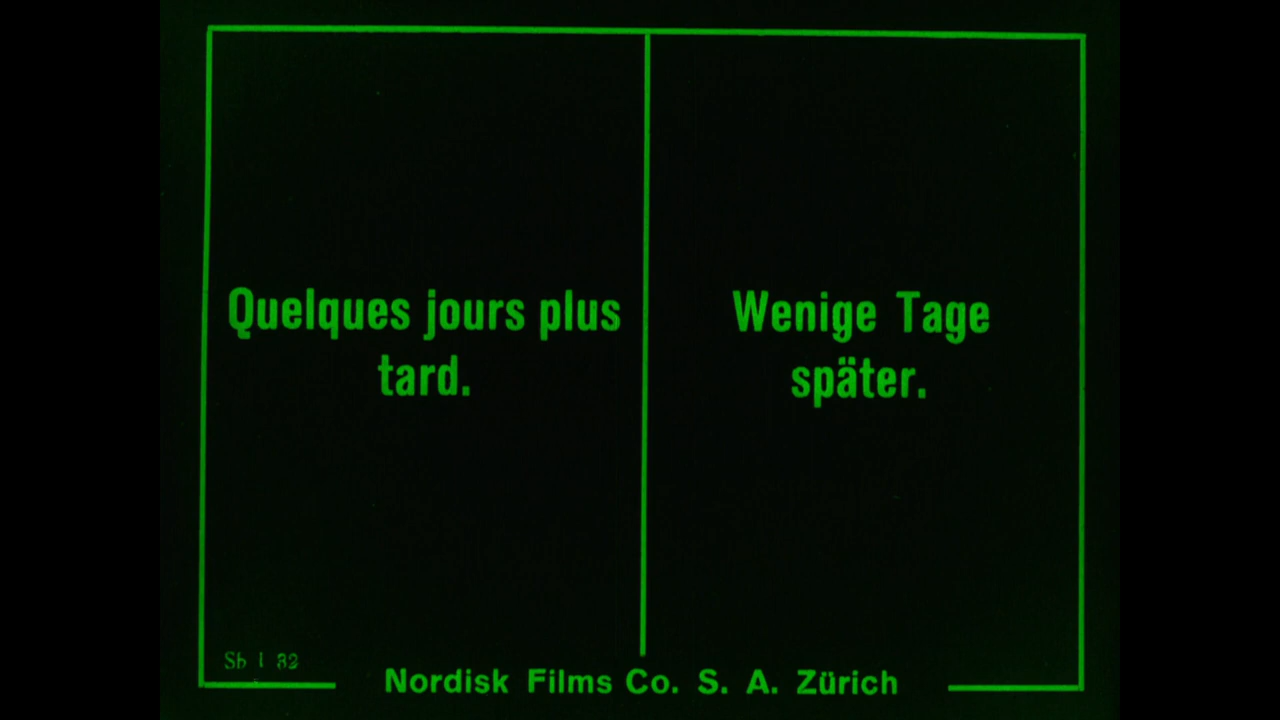 Quelques jours plus
tard.
Wenige Tage
später.
Sb I 32
Nordisk Films Co. S. A. Zürich